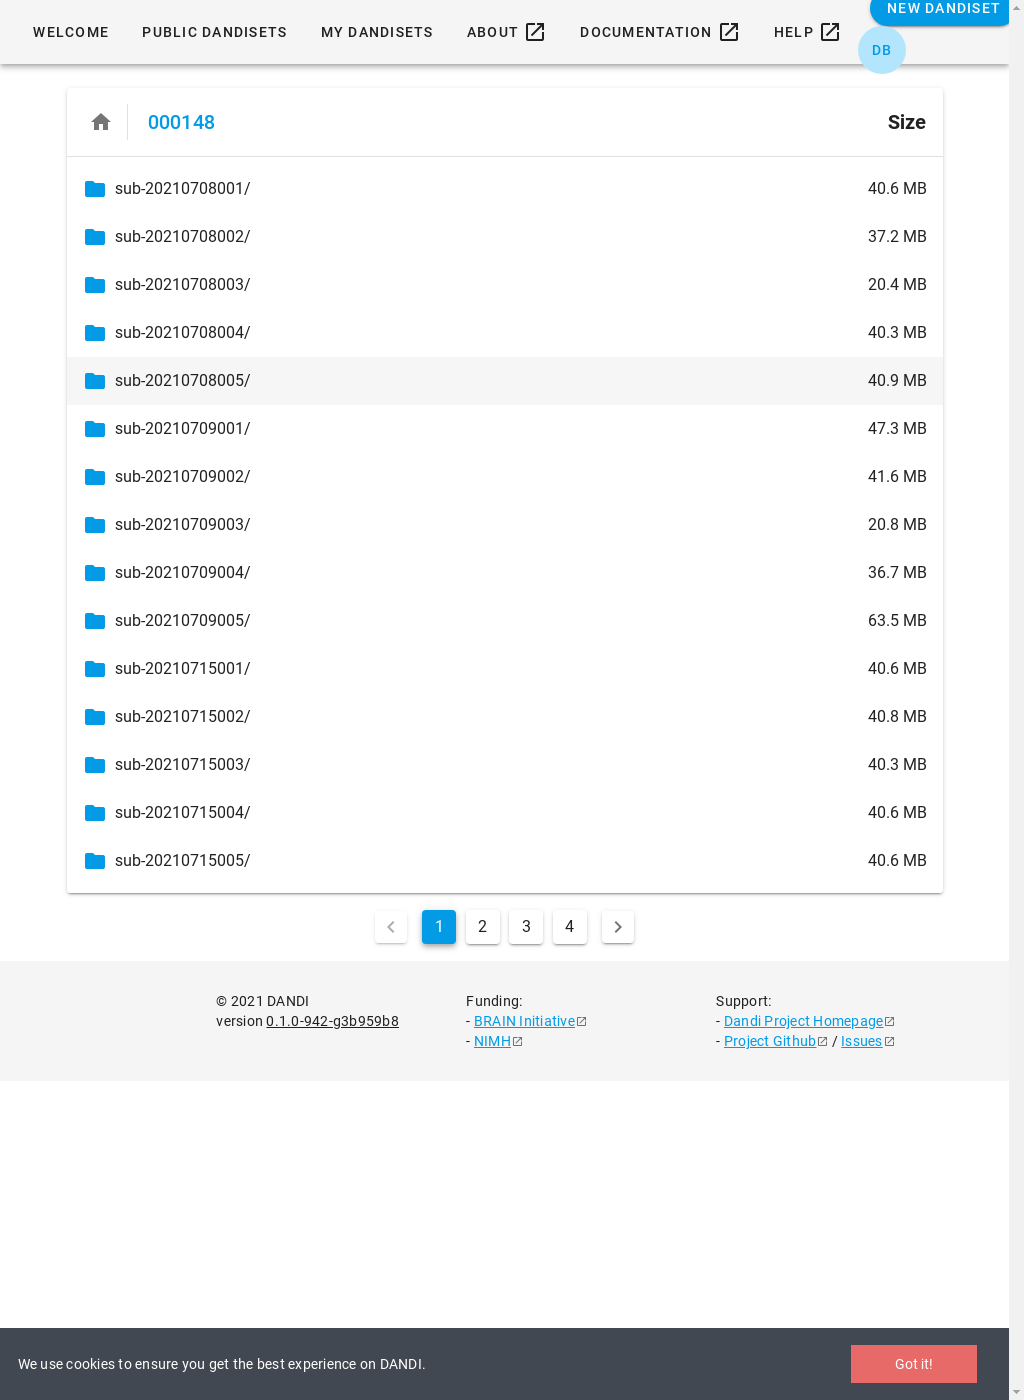 WELCOME PUBLIC DANDISETS MY DANDISETS ABOUT DOCUMENTATION HELP NEW DANDISET
DB
000148 Size
sub-20210708001/ 40.6 MB
sub-20210708002/ 37.2 MB
sub-20210708003/ 20.4 MB
sub-20210708004/ 40.3 MB
sub-20210708005/ 40.9 MB
sub-20210709001/ 47.3 MB
sub-20210709002/ 41.6 MB
sub-20210709003/ 20.8 MB
sub-20210709004/ 36.7 MB
sub-20210709005/ 63.5 MB
sub-20210715001/ 40.6 MB
sub-20210715002/ 40.8 MB
sub-20210715003/ 40.3 MB
sub-20210715004/ 40.6 MB
sub-20210715005/ 40.6 MB
1 2 3 4
© 2021 DANDI
version 0.1.0-942-g3b959b8
Funding:
- BRAIN Initiative
- NIMH
Support:
- Dandi Project Homepage
- Project Github / Issues
We use cookies to ensure you get the best experience on DANDI. Got it!